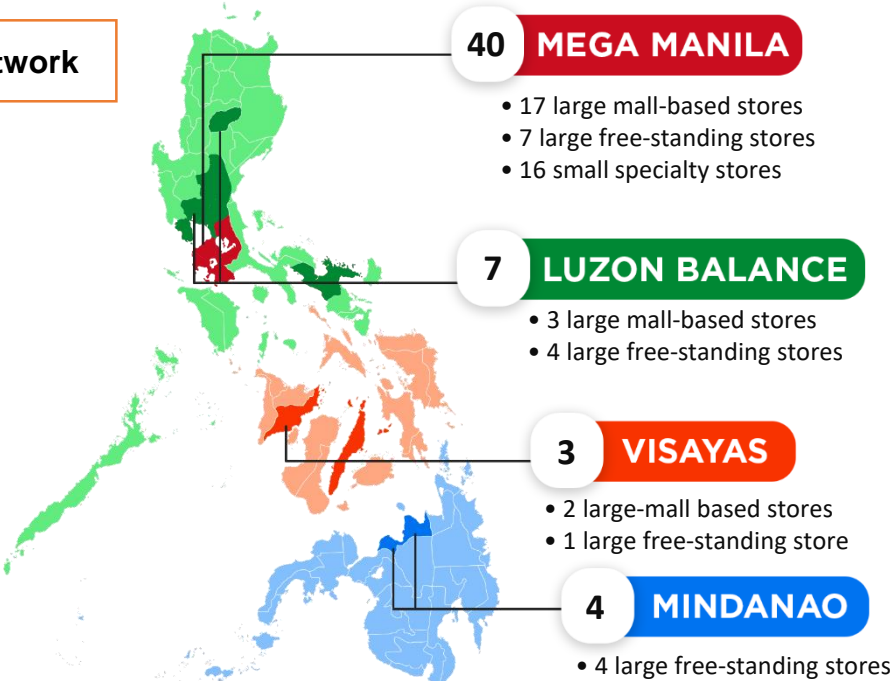 twork
40 MEGA MANILA
• 17 large mall-based stores
• 7 large free-standing stores
• 16 small specialty stores
7 LUZON BALANCE
• 3 large mall-based stores
• 4 large free-standing stores
3 VISAYAS
• 2 large-mall based stores
• 1 large free-standing store
4 MINDANAO
• 4 large free-standing stores